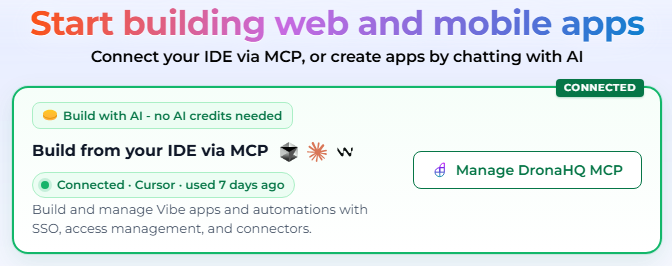 Start building web and mobile apps
Connect your IDE via MCP, or create apps by chatting with AI
CONNECTED
Build with AI - no AI credits needed
Build from your IDE via MCP
Connected · Cursor · used 7 days ago
Manage DronaHQ MCP
Build and manage Vibe apps and automations with
SSO, access management, and connectors.